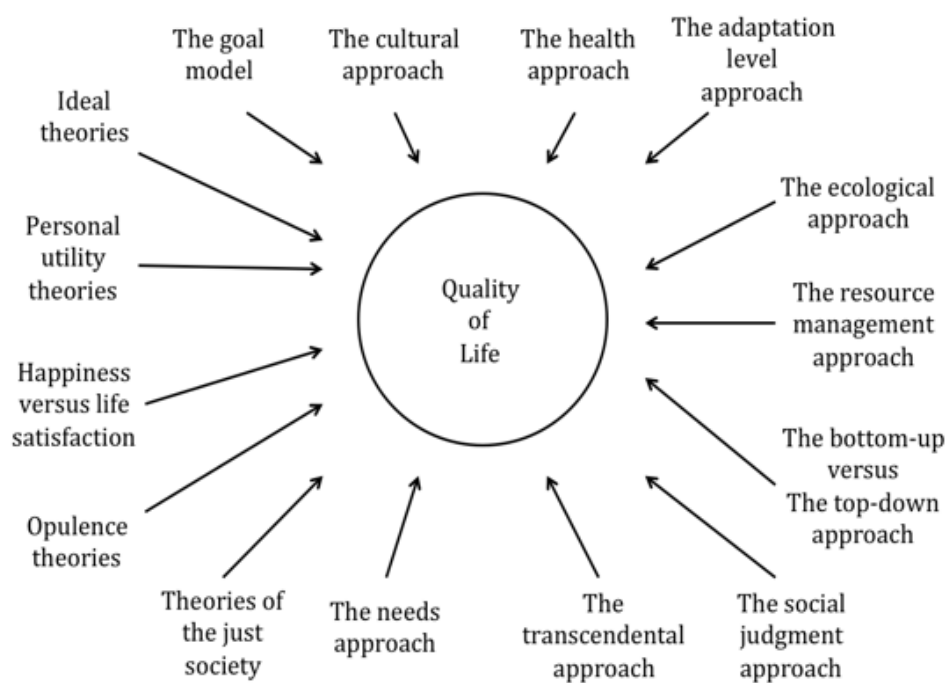 The goal
model
The cultural
approach
The health
approach
The adaptation
level
approach
Ideal
theories
The ecological
approach
Personal
utility
theories
Quality
of
Life
The resource
management
approach
Happiness
versus life
satisfaction
The bottom-up
versus
The top-down
approach
Opulence
theories
Theories of
the just
society
The needs
approach
The
transcendental
approach
The social
judgment
approach